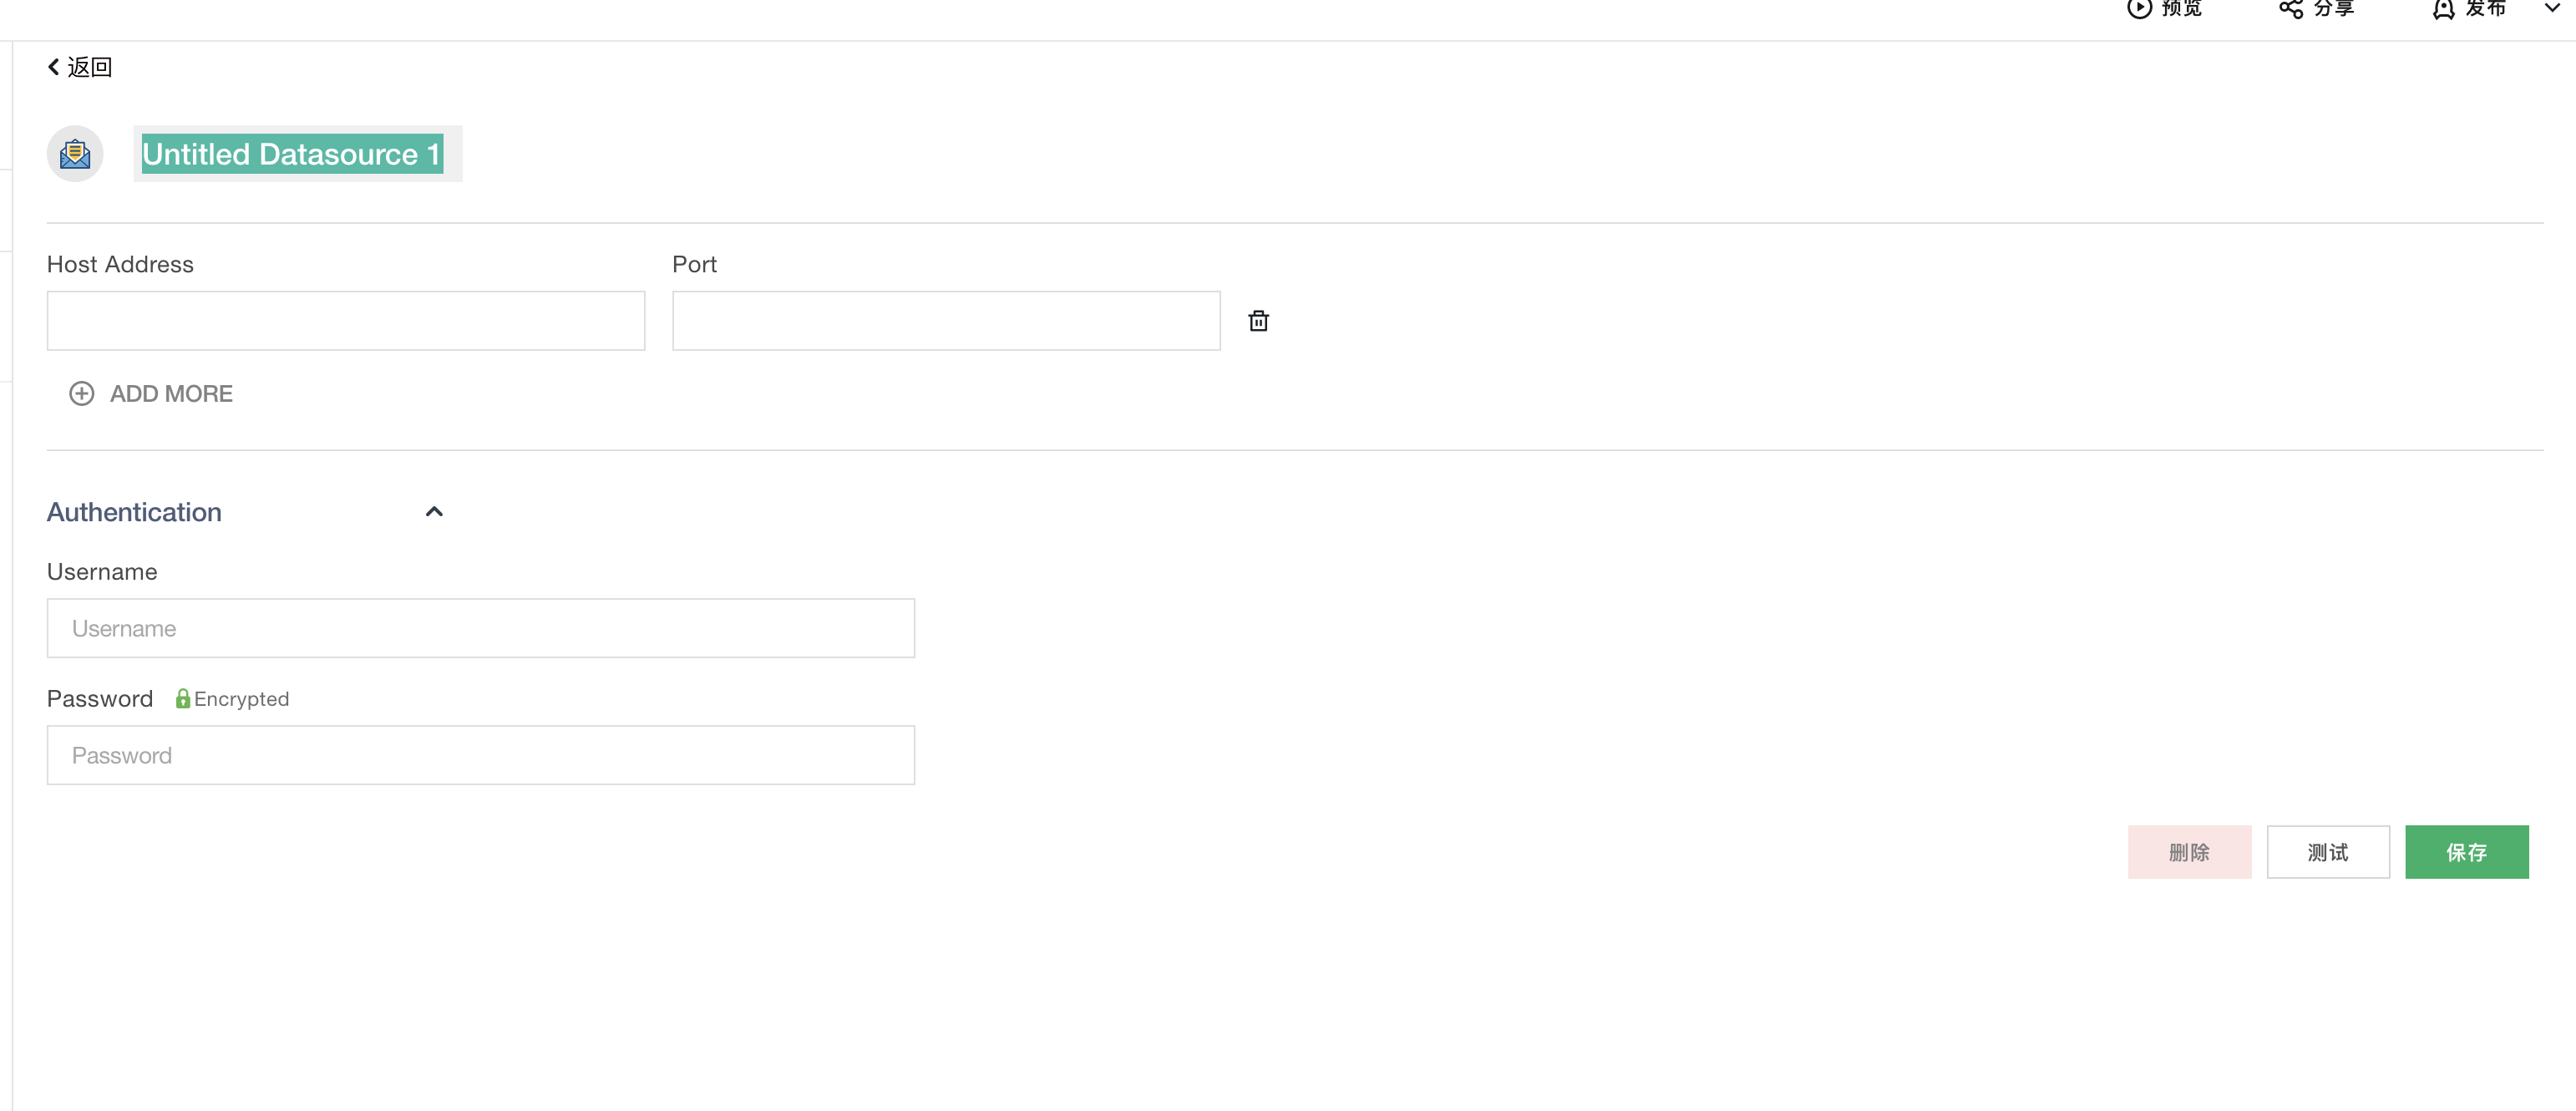 预览 分享 发布
返回
Untitled Datasource 1
Host Address Port
ADD MORE
Authentication
Username
Username
Password Encrypted
Password
删除 测试 保存